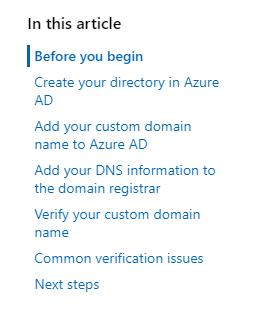 In this article
Before you begin
Create your directory in Azure
AD
Add your custom domain
name to Azure AD
Add your DNS information to
the domain registrar
Verify your custom domain
name
Common verification issues
Next steps